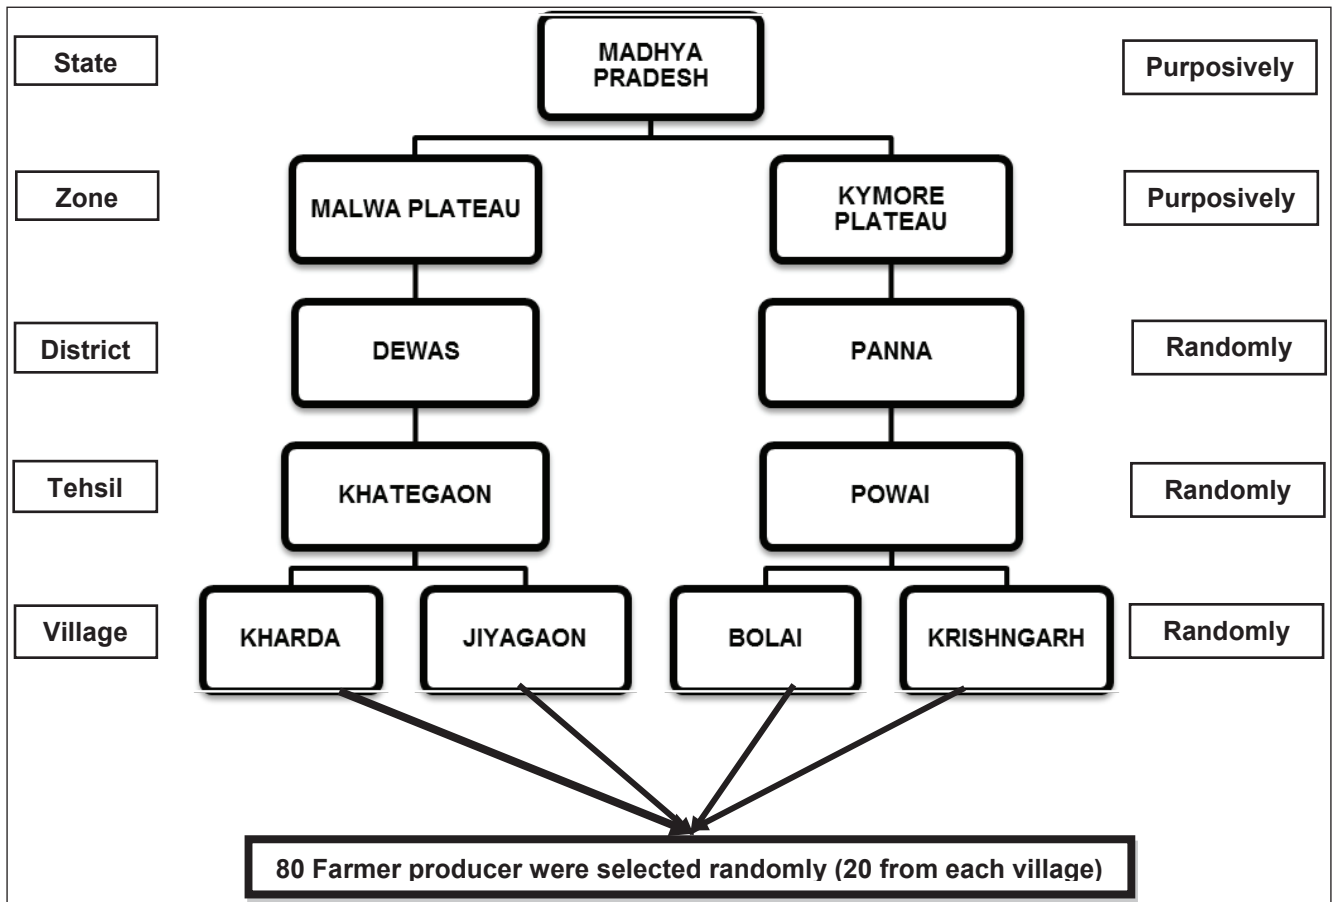 State
MADHYA
PRADESH
Purposively
Zone
MALWA PLATEAU
KYMORE
PLATEAU
Purposively
District
DEWAS
PANNA
Randomly
Tehsil
KHATEGAON
POWAI
Randomly
Village
KHARDA
JIYAGAON
BOLAI
KRISHNGARH
Randomly
80 Farmer producer were selected randomly (20 from each village)